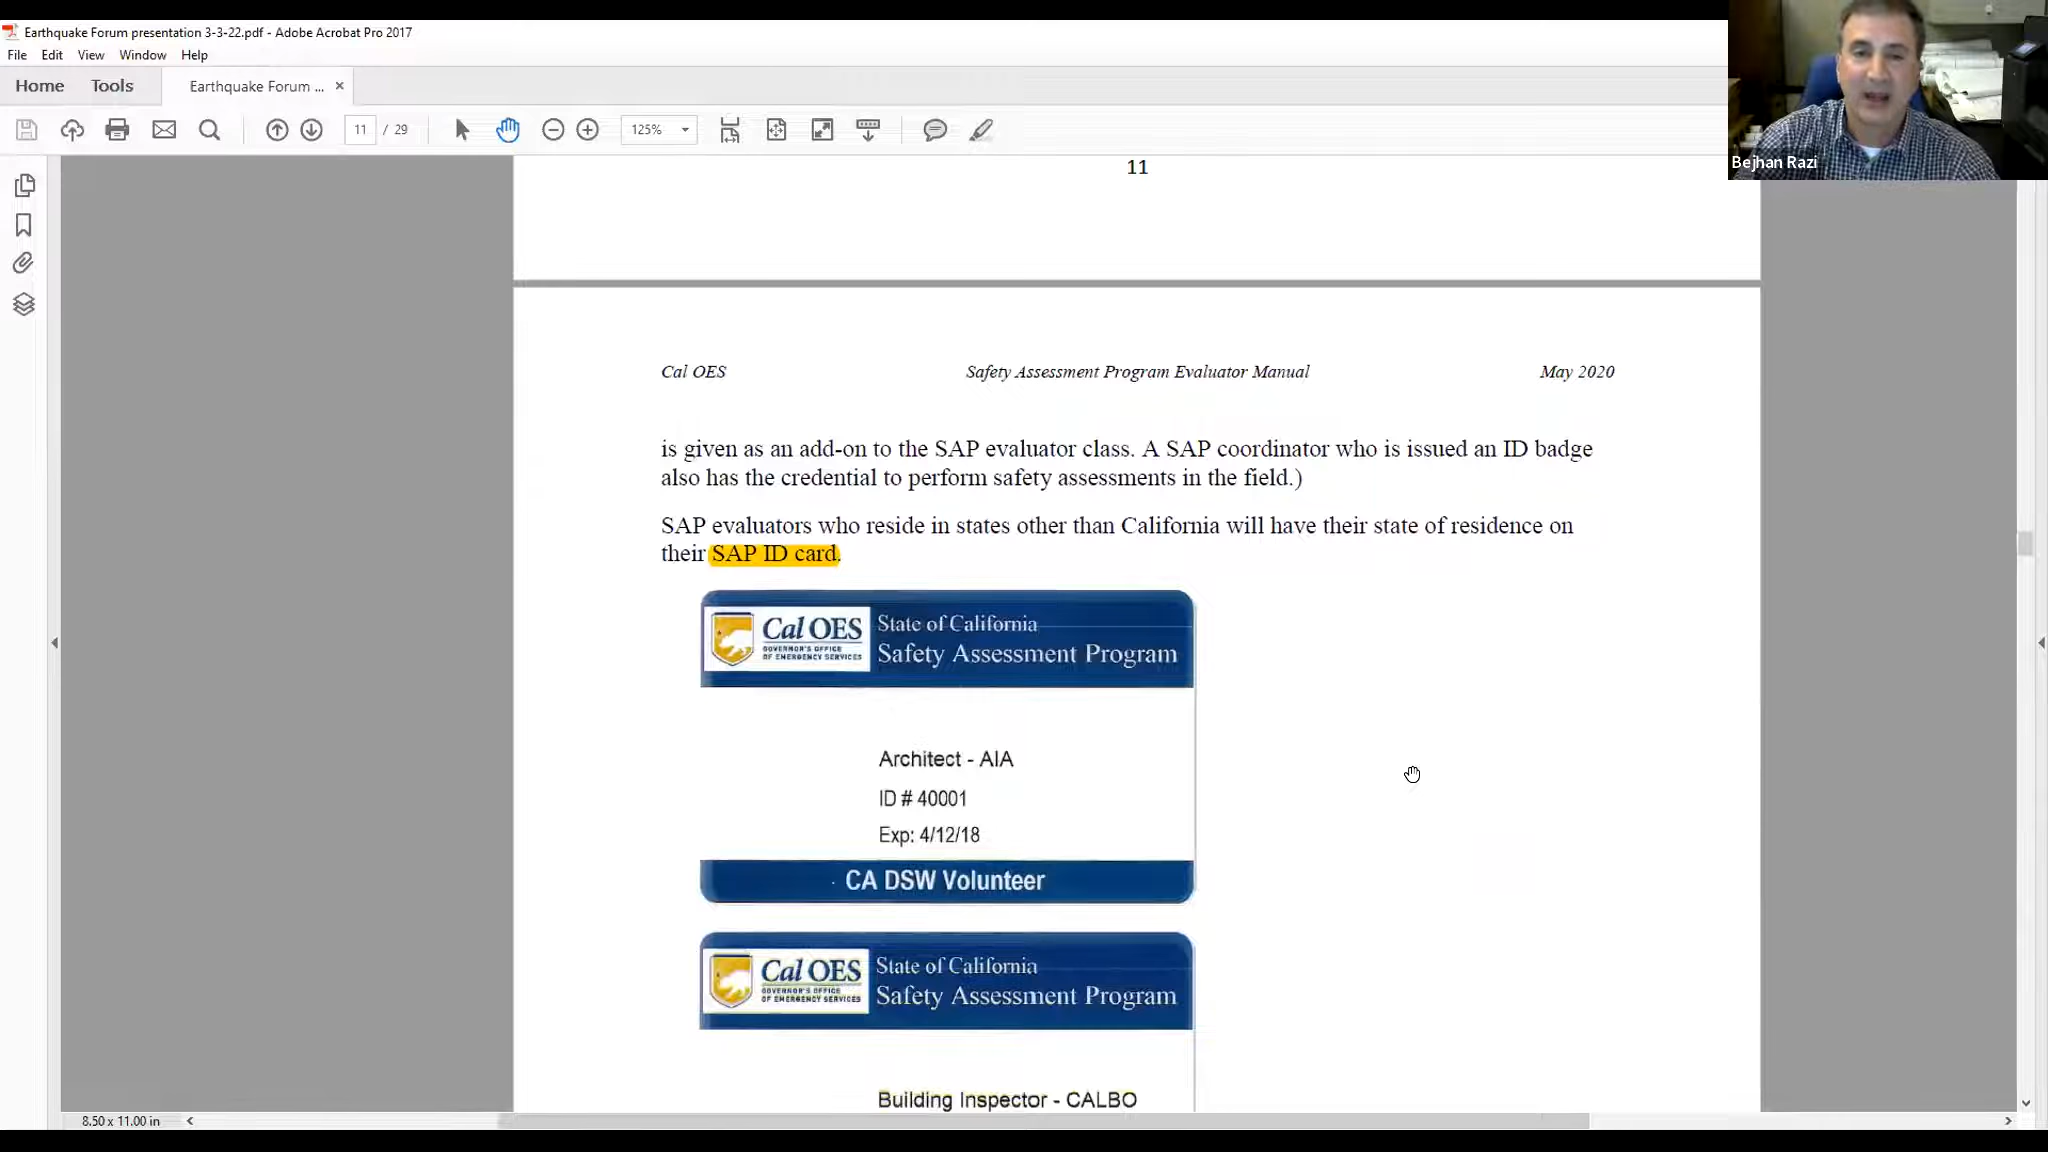 Earthquake Forum presentation 3-3-22.pdf - Adobe Acrobat Pro 2017
File Edit View Window Help
Home Tools Earthquake Forum ... ×
11 / 29 125%
Bejhan Razi
11
Cal OES Safety Assessment Program Evaluator Manual May 2020
is given as an add-on to the SAP evaluator class. A SAP coordinator who is issued an ID badge
also has the credential to perform safety assessments in the field.)
SAP evaluators who reside in states other than California will have their state of residence on
their SAP ID card.
Cal OES
GOVERNOR'S OFFICE
OF EMERGENCY SERVICES
State of California
Safety Assessment Program
Architect - AIA
ID # 40001
Exp: 4/12/18
CA DSW Volunteer
Cal OES
GOVERNOR'S OFFICE
OF EMERGENCY SERVICES
State of California
Safety Assessment Program
Building Inspector - CALBO
8.50 x 11.00 in